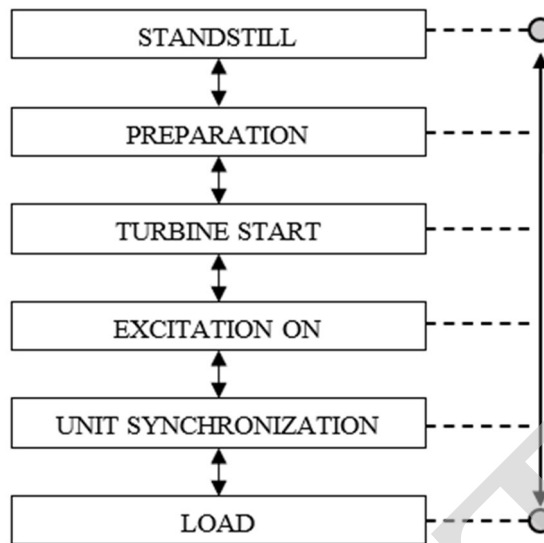 STANDSTILL
PREPARATION
TURBINE START
EXCITATION ON
UNIT SYNCHRONIZATION
LOAD